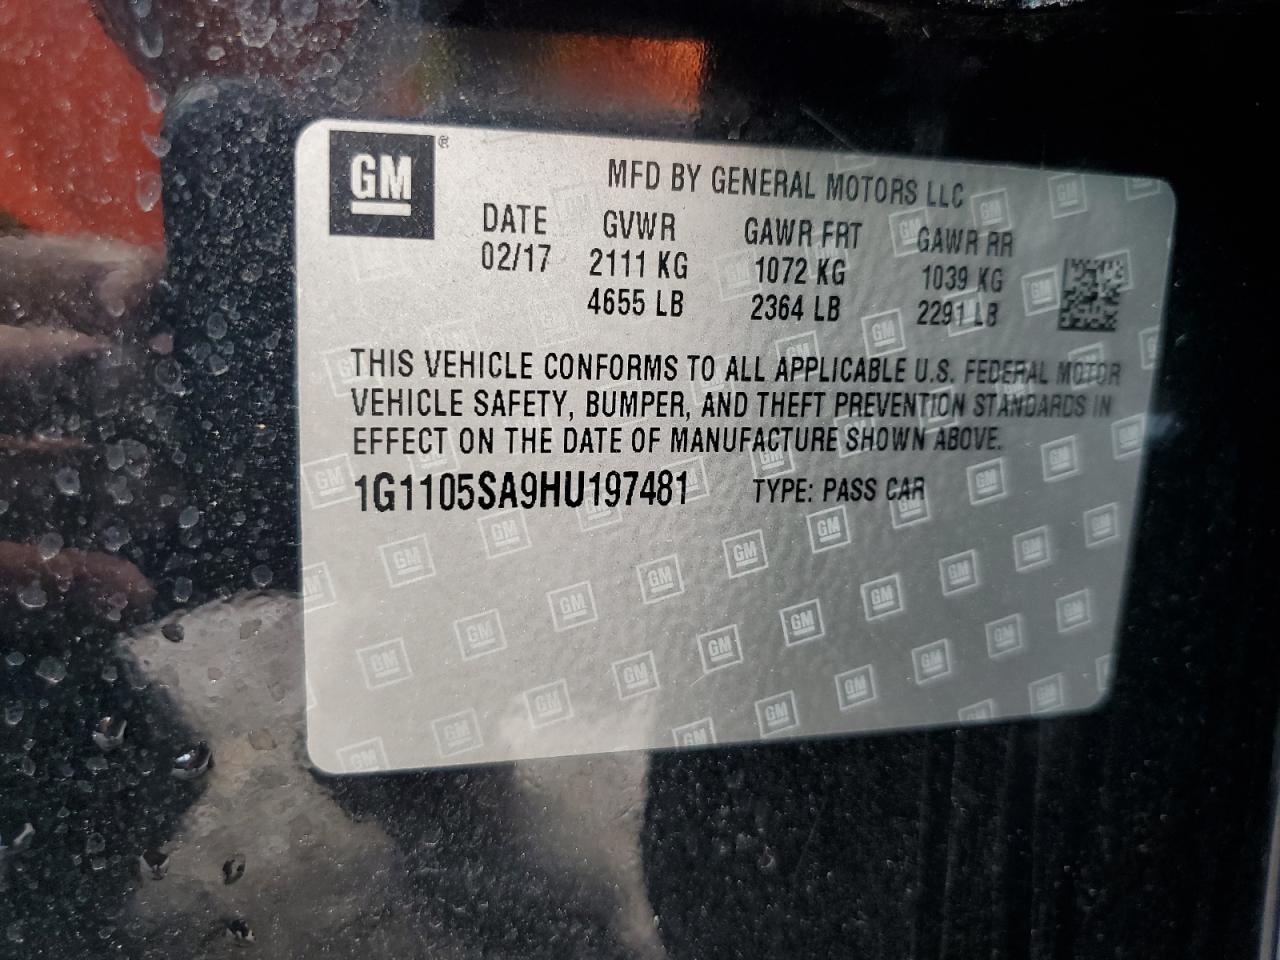 GM ®
MFD BY GENERAL MOTORS LLC
DATE GVWR GAWR FRT GAWR RR
02/17 2111 KG 1072 KG 1039 KG
4655 LB 2364 LB 2291 LB
THIS VEHICLE CONFORMS TO ALL APPLICABLE U.S. FEDERAL MOTOR
VEHICLE SAFETY, BUMPER, AND THEFT PREVENTION STANDARDS IN
EFFECT ON THE DATE OF MANUFACTURE SHOWN ABOVE.
1G1105SA9HU197481 TYPE: PASS CAR